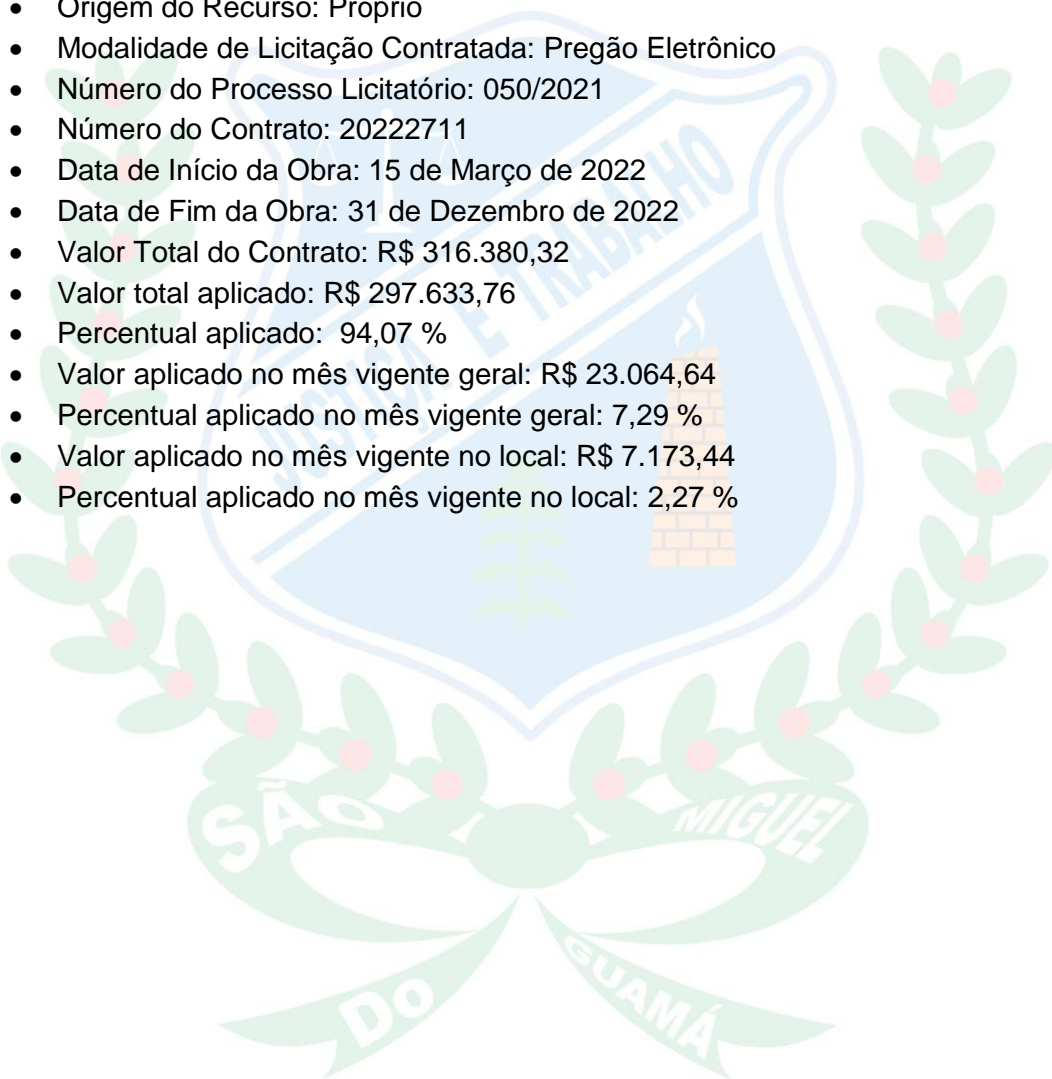 • Origem do Recurso: Próprio
• Modalidade de Licitação Contratada: Pregão Eletrônico
• Número do Processo Licitatório: 050/2021
• Número do Contrato: 20222711
• Data de Início da Obra: 15 de Março de 2022
• Data de Fim da Obra: 31 de Dezembro de 2022
• Valor Total do Contrato: R$ 316.380,32
• Valor total aplicado: R$ 297.633,76
• Percentual aplicado:  94,07 %
• Valor aplicado no mês vigente geral: R$ 23.064,64
• Percentual aplicado no mês vigente geral: 7,29 %
• Valor aplicado no mês vigente no local: R$ 7.173,44
• Percentual aplicado no mês vigente no local: 2,27 %
JUSTIÇA E TRABALHO
SÃO MIGUEL
DO GUAMÁ